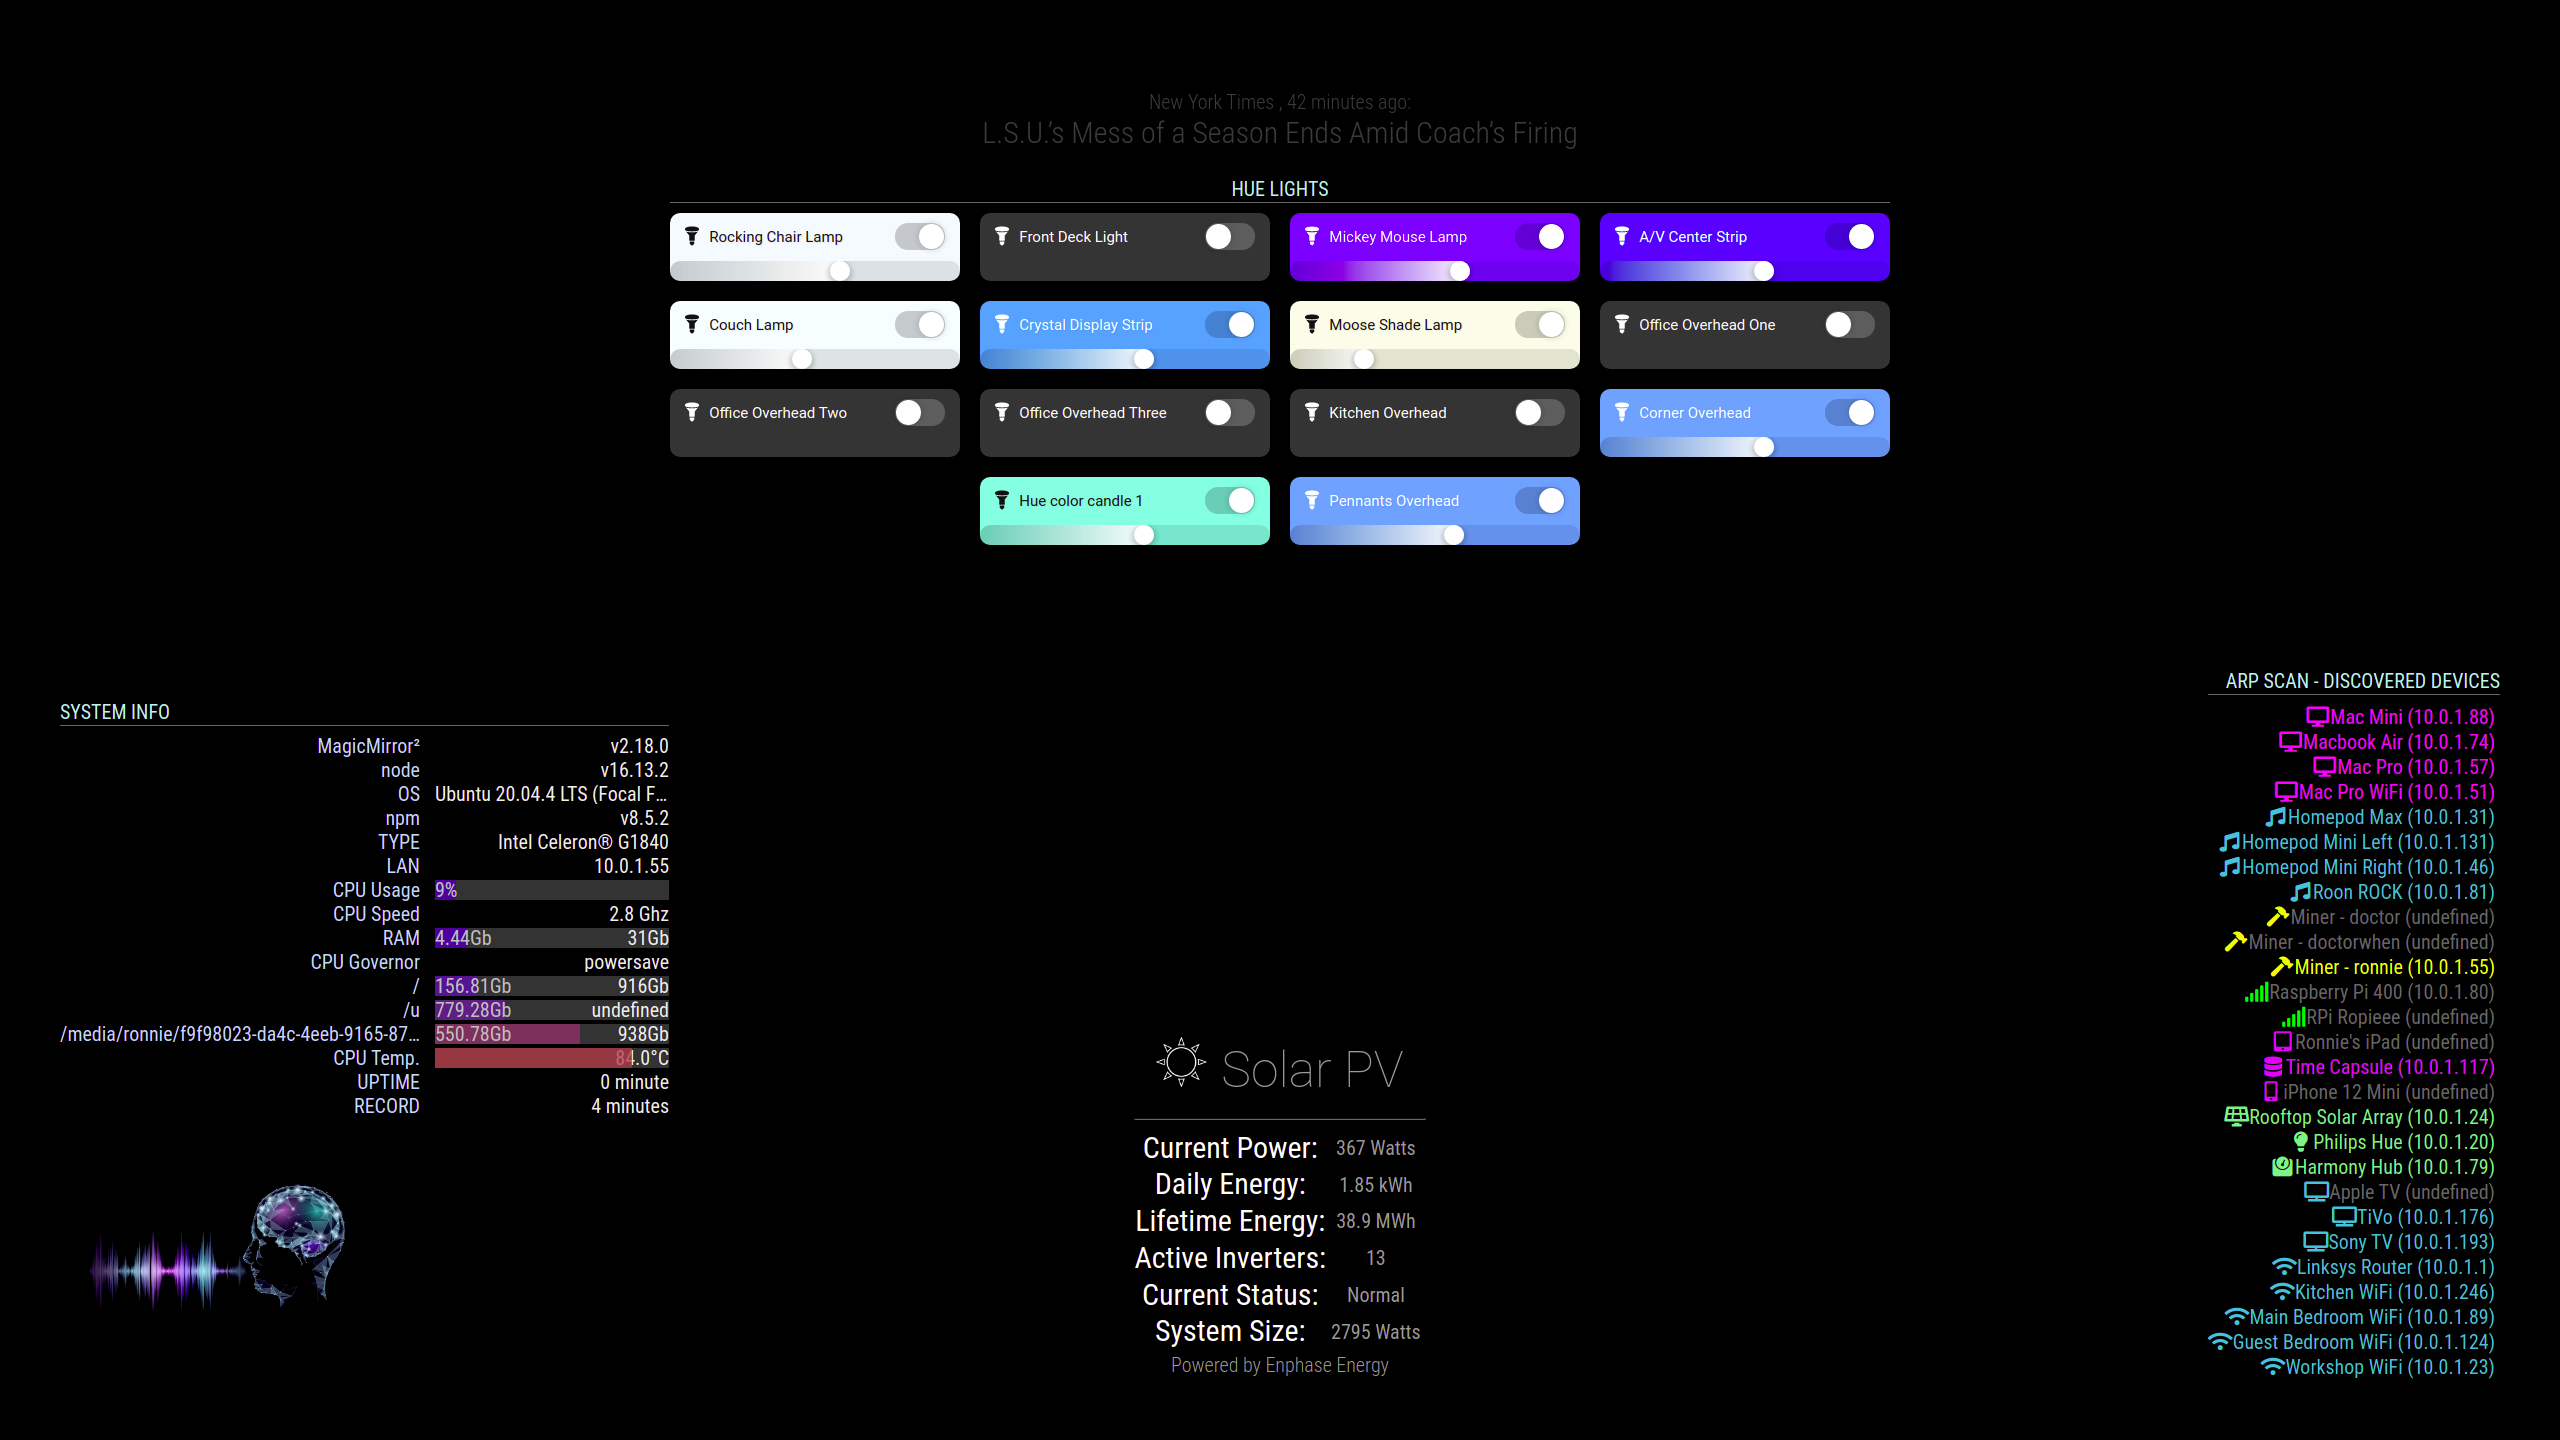 New York Times , 42 minutes ago:
L.S.U.’s Mess of a Season Ends Amid Coach’s Firing
HUE LIGHTS
Rocking Chair Lamp
Front Deck Light
Mickey Mouse Lamp
A/V Center Strip
Couch Lamp
Crystal Display Strip
Moose Shade Lamp
Office Overhead One
Office Overhead Two
Office Overhead Three
Kitchen Overhead
Corner Overhead
Hue color candle 1
Pennants Overhead
SYSTEM INFO
MagicMirror² v2.18.0
node v16.13.2
OS Ubuntu 20.04.4 LTS (Focal F…
npm v8.5.2
TYPE Intel Celeron® G1840
LAN 10.0.1.55
CPU Usage 9%
CPU Speed 2.8 Ghz
RAM 4.44Gb 31Gb
CPU Governor powersave
/ 156.81Gb 916Gb
/u 779.28Gb undefined
/media/ronnie/f9f98023-da4c-4eeb-9165-87… 550.78Gb 938Gb
CPU Temp. 84.0°C
UPTIME 0 minute
RECORD 4 minutes
Solar PV
Current Power: 367 Watts
Daily Energy: 1.85 kWh
Lifetime Energy: 38.9 MWh
Active Inverters: 13
Current Status: Normal
System Size: 2795 Watts
Powered by Enphase Energy
ARP SCAN - DISCOVERED DEVICES
Mac Mini (10.0.1.88)
Macbook Air (10.0.1.74)
Mac Pro (10.0.1.57)
Mac Pro WiFi (10.0.1.51)
Homepod Max (10.0.1.31)
Homepod Mini Left (10.0.1.131)
Homepod Mini Right (10.0.1.46)
Roon ROCK (10.0.1.81)
Miner - doctor (undefined)
Miner - doctorwhen (undefined)
Miner - ronnie (10.0.1.55)
Raspberry Pi 400 (10.0.1.80)
RPi Ropieee (undefined)
Ronnie's iPad (undefined)
Time Capsule (10.0.1.117)
iPhone 12 Mini (undefined)
Rooftop Solar Array (10.0.1.24)
Philips Hue (10.0.1.20)
Harmony Hub (10.0.1.79)
Apple TV (undefined)
TiVo (10.0.1.176)
Sony TV (10.0.1.193)
Linksys Router (10.0.1.1)
Kitchen WiFi (10.0.1.246)
Main Bedroom WiFi (10.0.1.89)
Guest Bedroom WiFi (10.0.1.124)
Workshop WiFi (10.0.1.23)